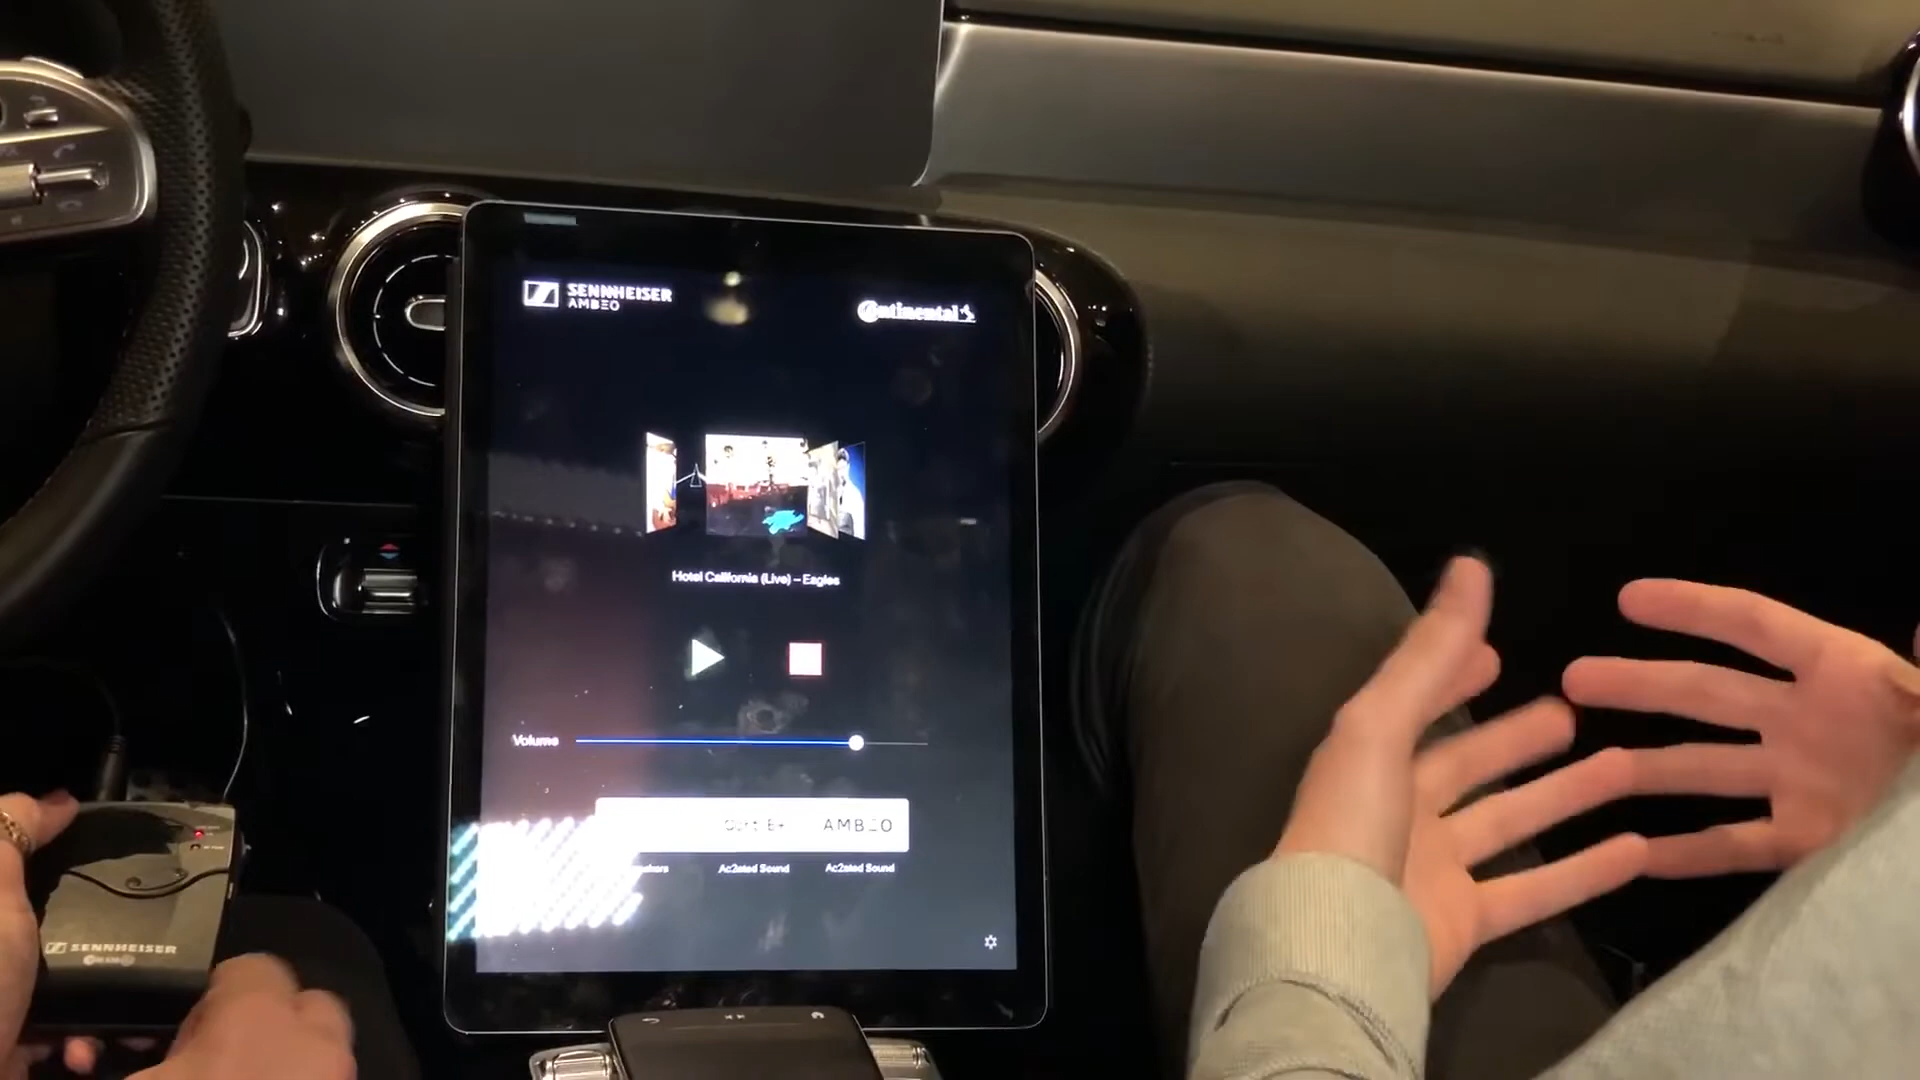 SENNHEISER
AMBEO
Continental
Hotel California (Live) – Eagles
Volume
AMBEO
Ac2ated Sound
Ac2ated Sound
SENNHEISER